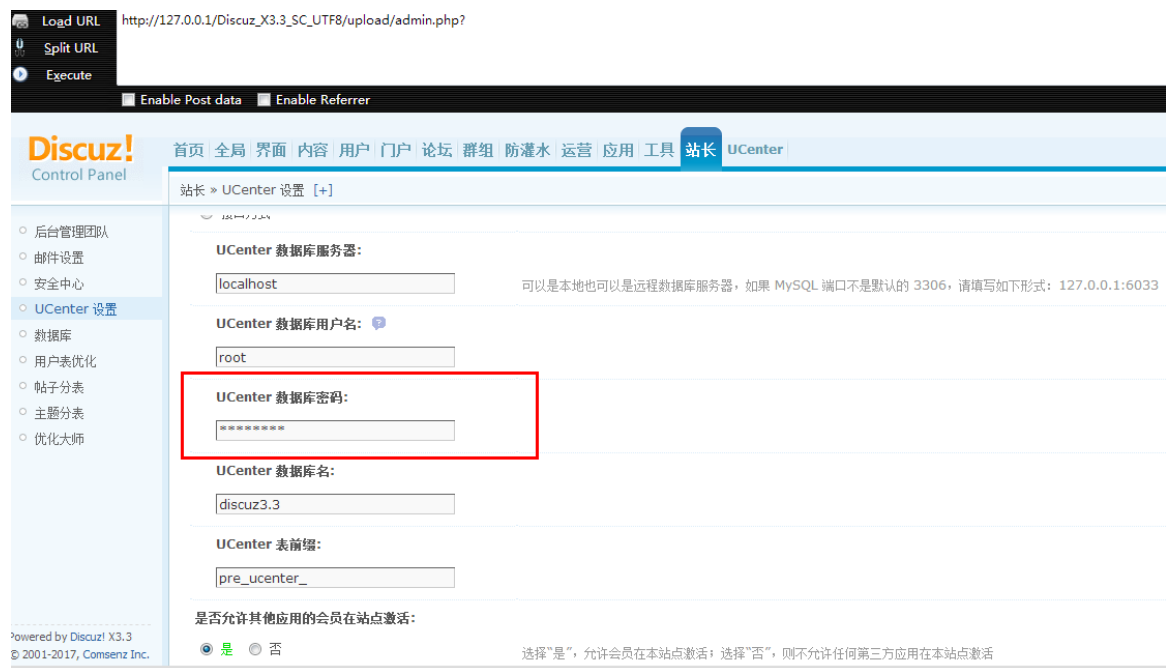 Load URL
http://127.0.0.1/Discuz_X3.3_SC_UTF8/upload/admin.php?
Split URL
Execute
Enable Post data Enable Referrer
Discuz!
Control Panel
首页 全局 界面 内容 用户 门户 论坛 群组 防灌水 运营 应用 工具 站长 UCenter
站长 » UCenter 设置 [+]
后台管理团队
邮件设置
安全中心
UCenter 设置
数据库
用户表优化
帖子分表
主题分表
优化大师
接口方式
UCenter 数据库服务器:
localhost
可以是本地也可以是远程数据库服务器，如果 MySQL 端口不是默认的 3306，请填写如下形式：127.0.0.1:6033
UCenter 数据库用户名:
root
UCenter 数据库密码:
********
UCenter 数据库名:
discuz3.3
UCenter 表前缀:
pre_ucenter_
是否允许其他应用的会员在站点激活:
是 否
选择“是”，允许会员在本站点激活；选择“否”，则不允许任何第三方应用在本站点激活
Powered by Discuz! X3.3
© 2001-2017, Comsenz Inc.